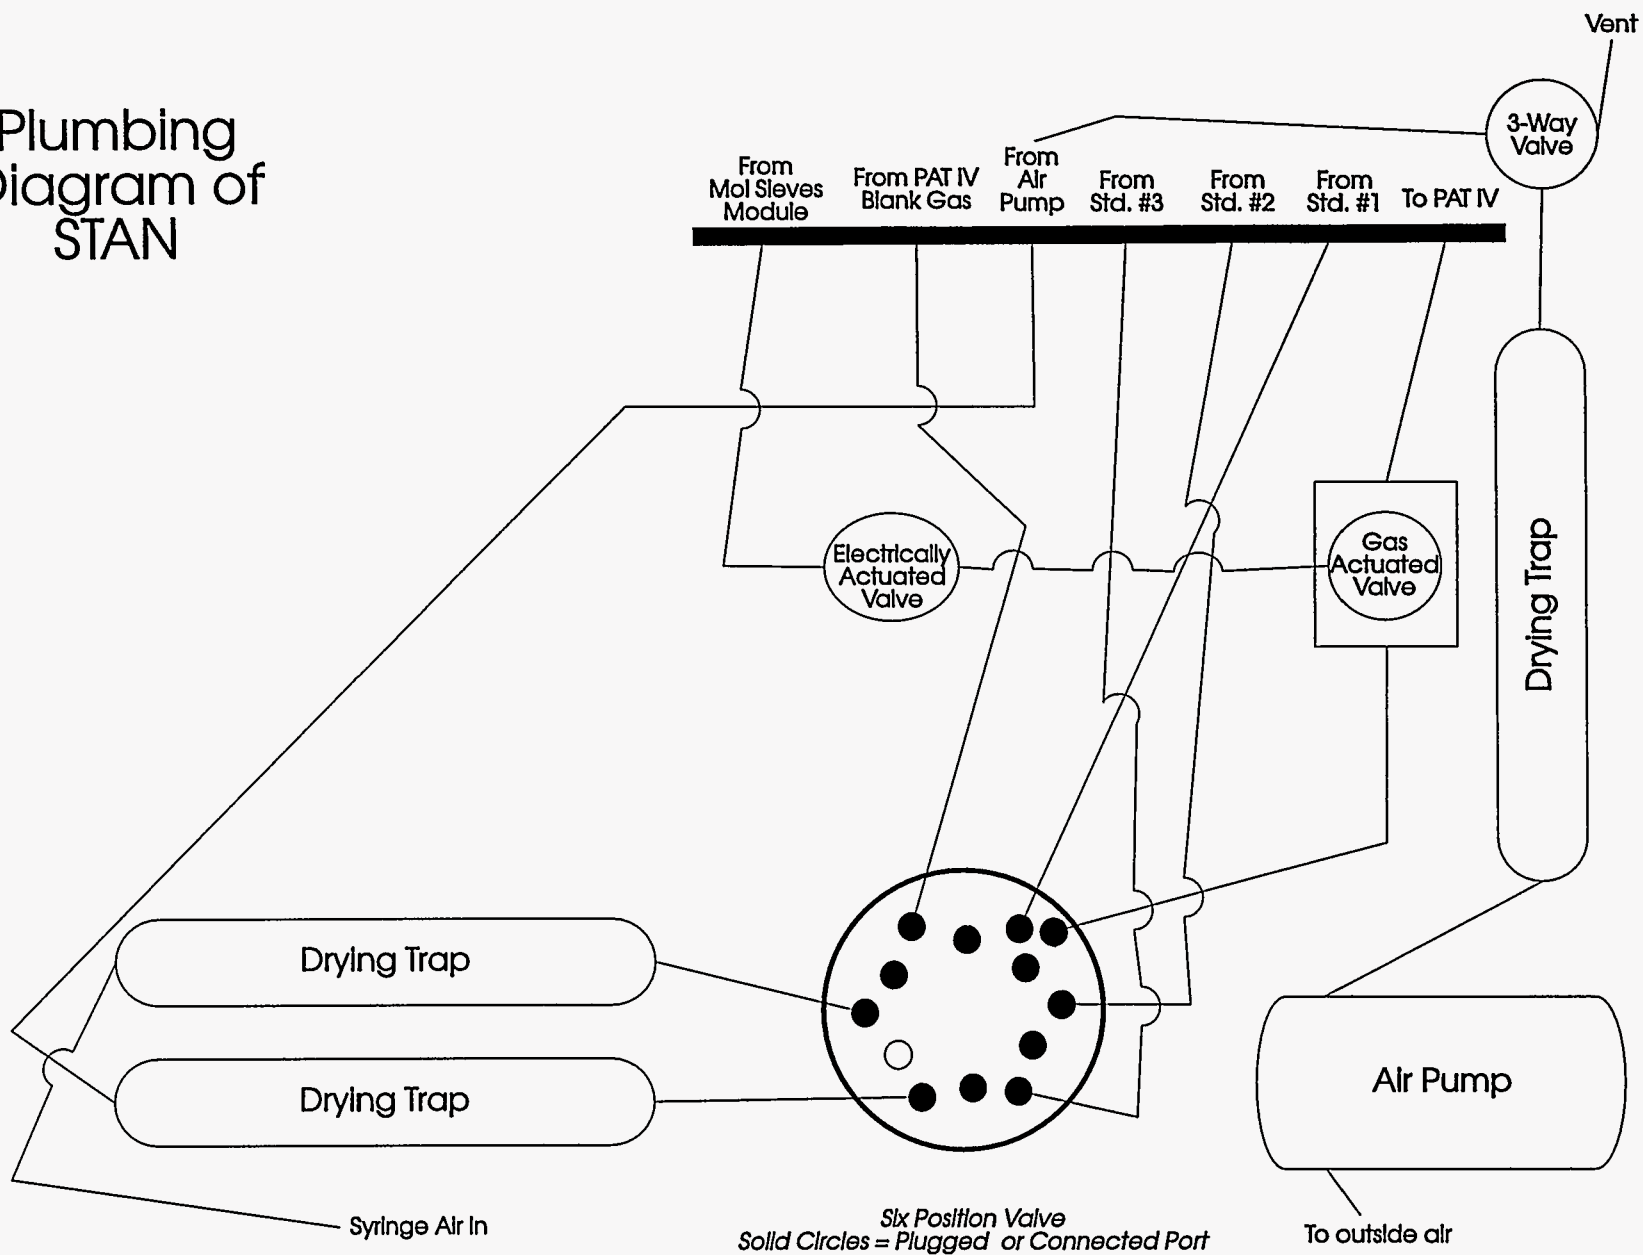 Plumbing
Diagram of
STAN
Vent
3-Way
Valve
From
Mol Sieves
Module
From PAT IV
Blank Gas
From
Air
Pump
From
Std. #3
From
Std. #2
From
Std. #1
To PAT IV
Electrically
Actuated
Valve
Gas
Actuated
Valve
Drying Trap
Drying Trap
Drying Trap
Air Pump
Syringe Air in
Six Position Valve
Solid Circles = Plugged or Connected Port
To outside air